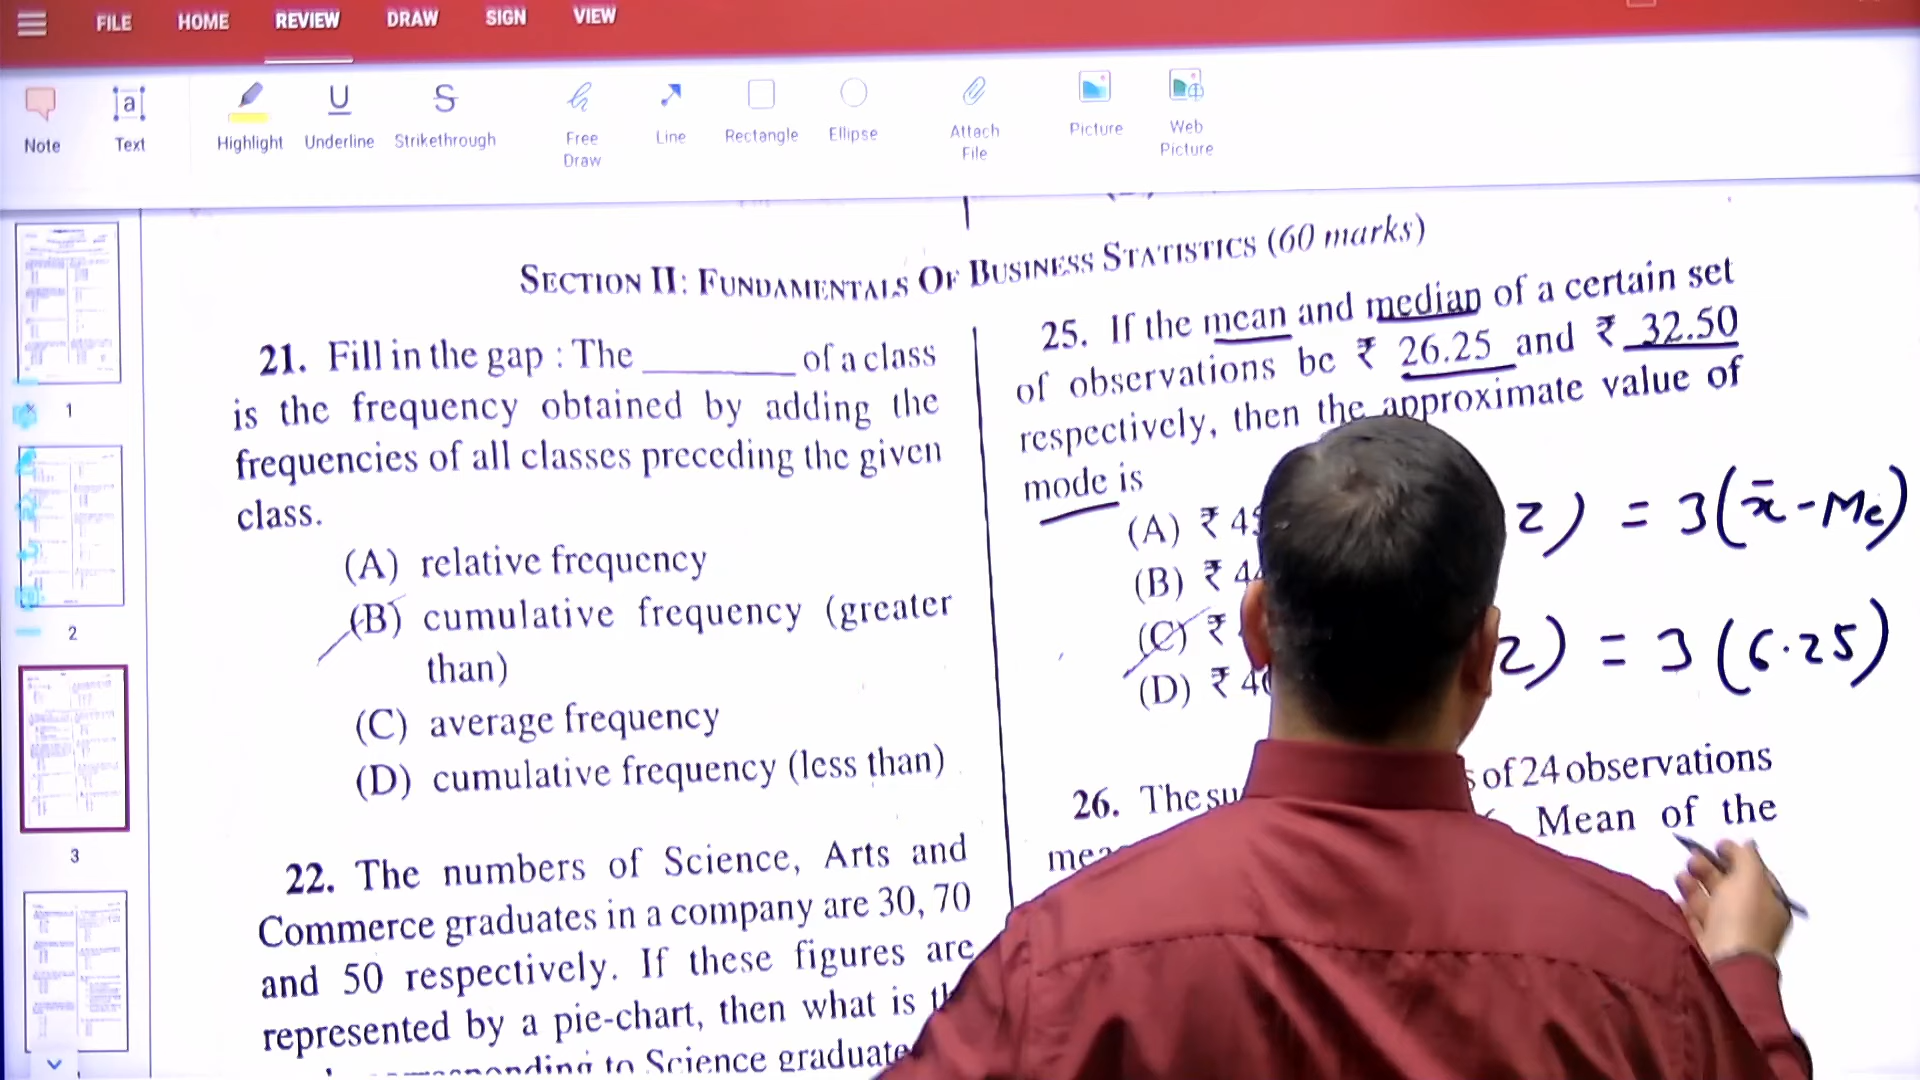 FILE HOME REVIEW DRAW SIGN VIEW
Note Text Highlight Underline Strikethrough Free Draw Line Rectangle Ellipse Attach File Picture Web Picture
SECTION II: FUNDAMENTALS OF BUSINESS STATISTICS (60 marks)
21. Fill in the gap : The ________ of a class
is the frequency obtained by adding the
frequencies of all classes preceding the given
class.
(A) relative frequency
(B) cumulative frequency (greater
than)
(C) average frequency
(D) cumulative frequency (less than)
22. The numbers of Science, Arts and
Commerce graduates in a company are 30, 70
and 50 respectively. If these figures are
represented by a pie-chart, then what is
to Science
25. If the mean and median of a certain set
of observations be ₹ 26.25 and ₹ 32.50
respectively, then the approximate value of
mode is
(A) ₹
(B) ₹
(C) ₹
(D) ₹
z) = 3(x̄-Me)
z) = 3(6.25)
26. The of 24 observations
Mean of the
1
2
3